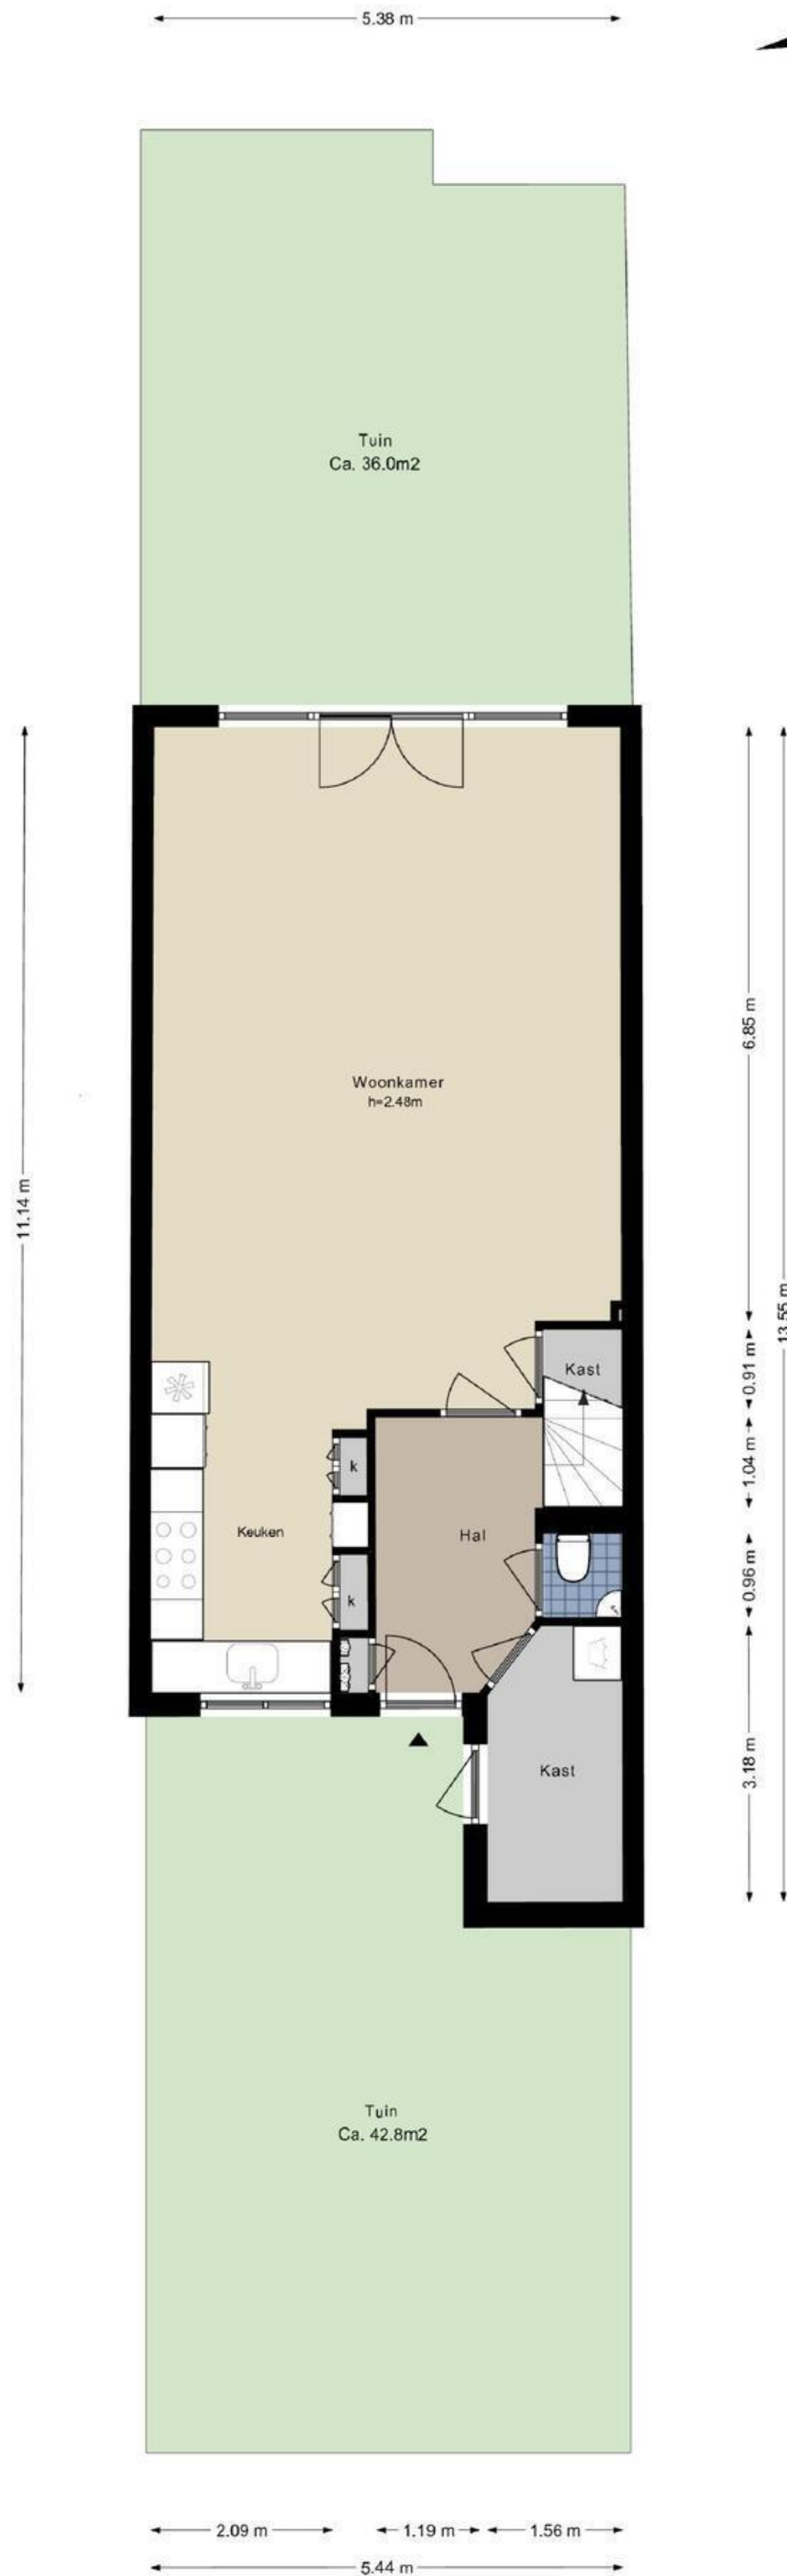 5.38 m
Tuin
Ca. 36.0m2
Woonkamer
h=2.48m
6.85 m
11.14 m
13.55 m
Kast
0.91 m
k
1.04 m
Keuken
Hal
0.96 m
k
Kast
3.18 m
Tuin
Ca. 42.8m2
2.09 m
1.19 m
1.56 m
5.44 m